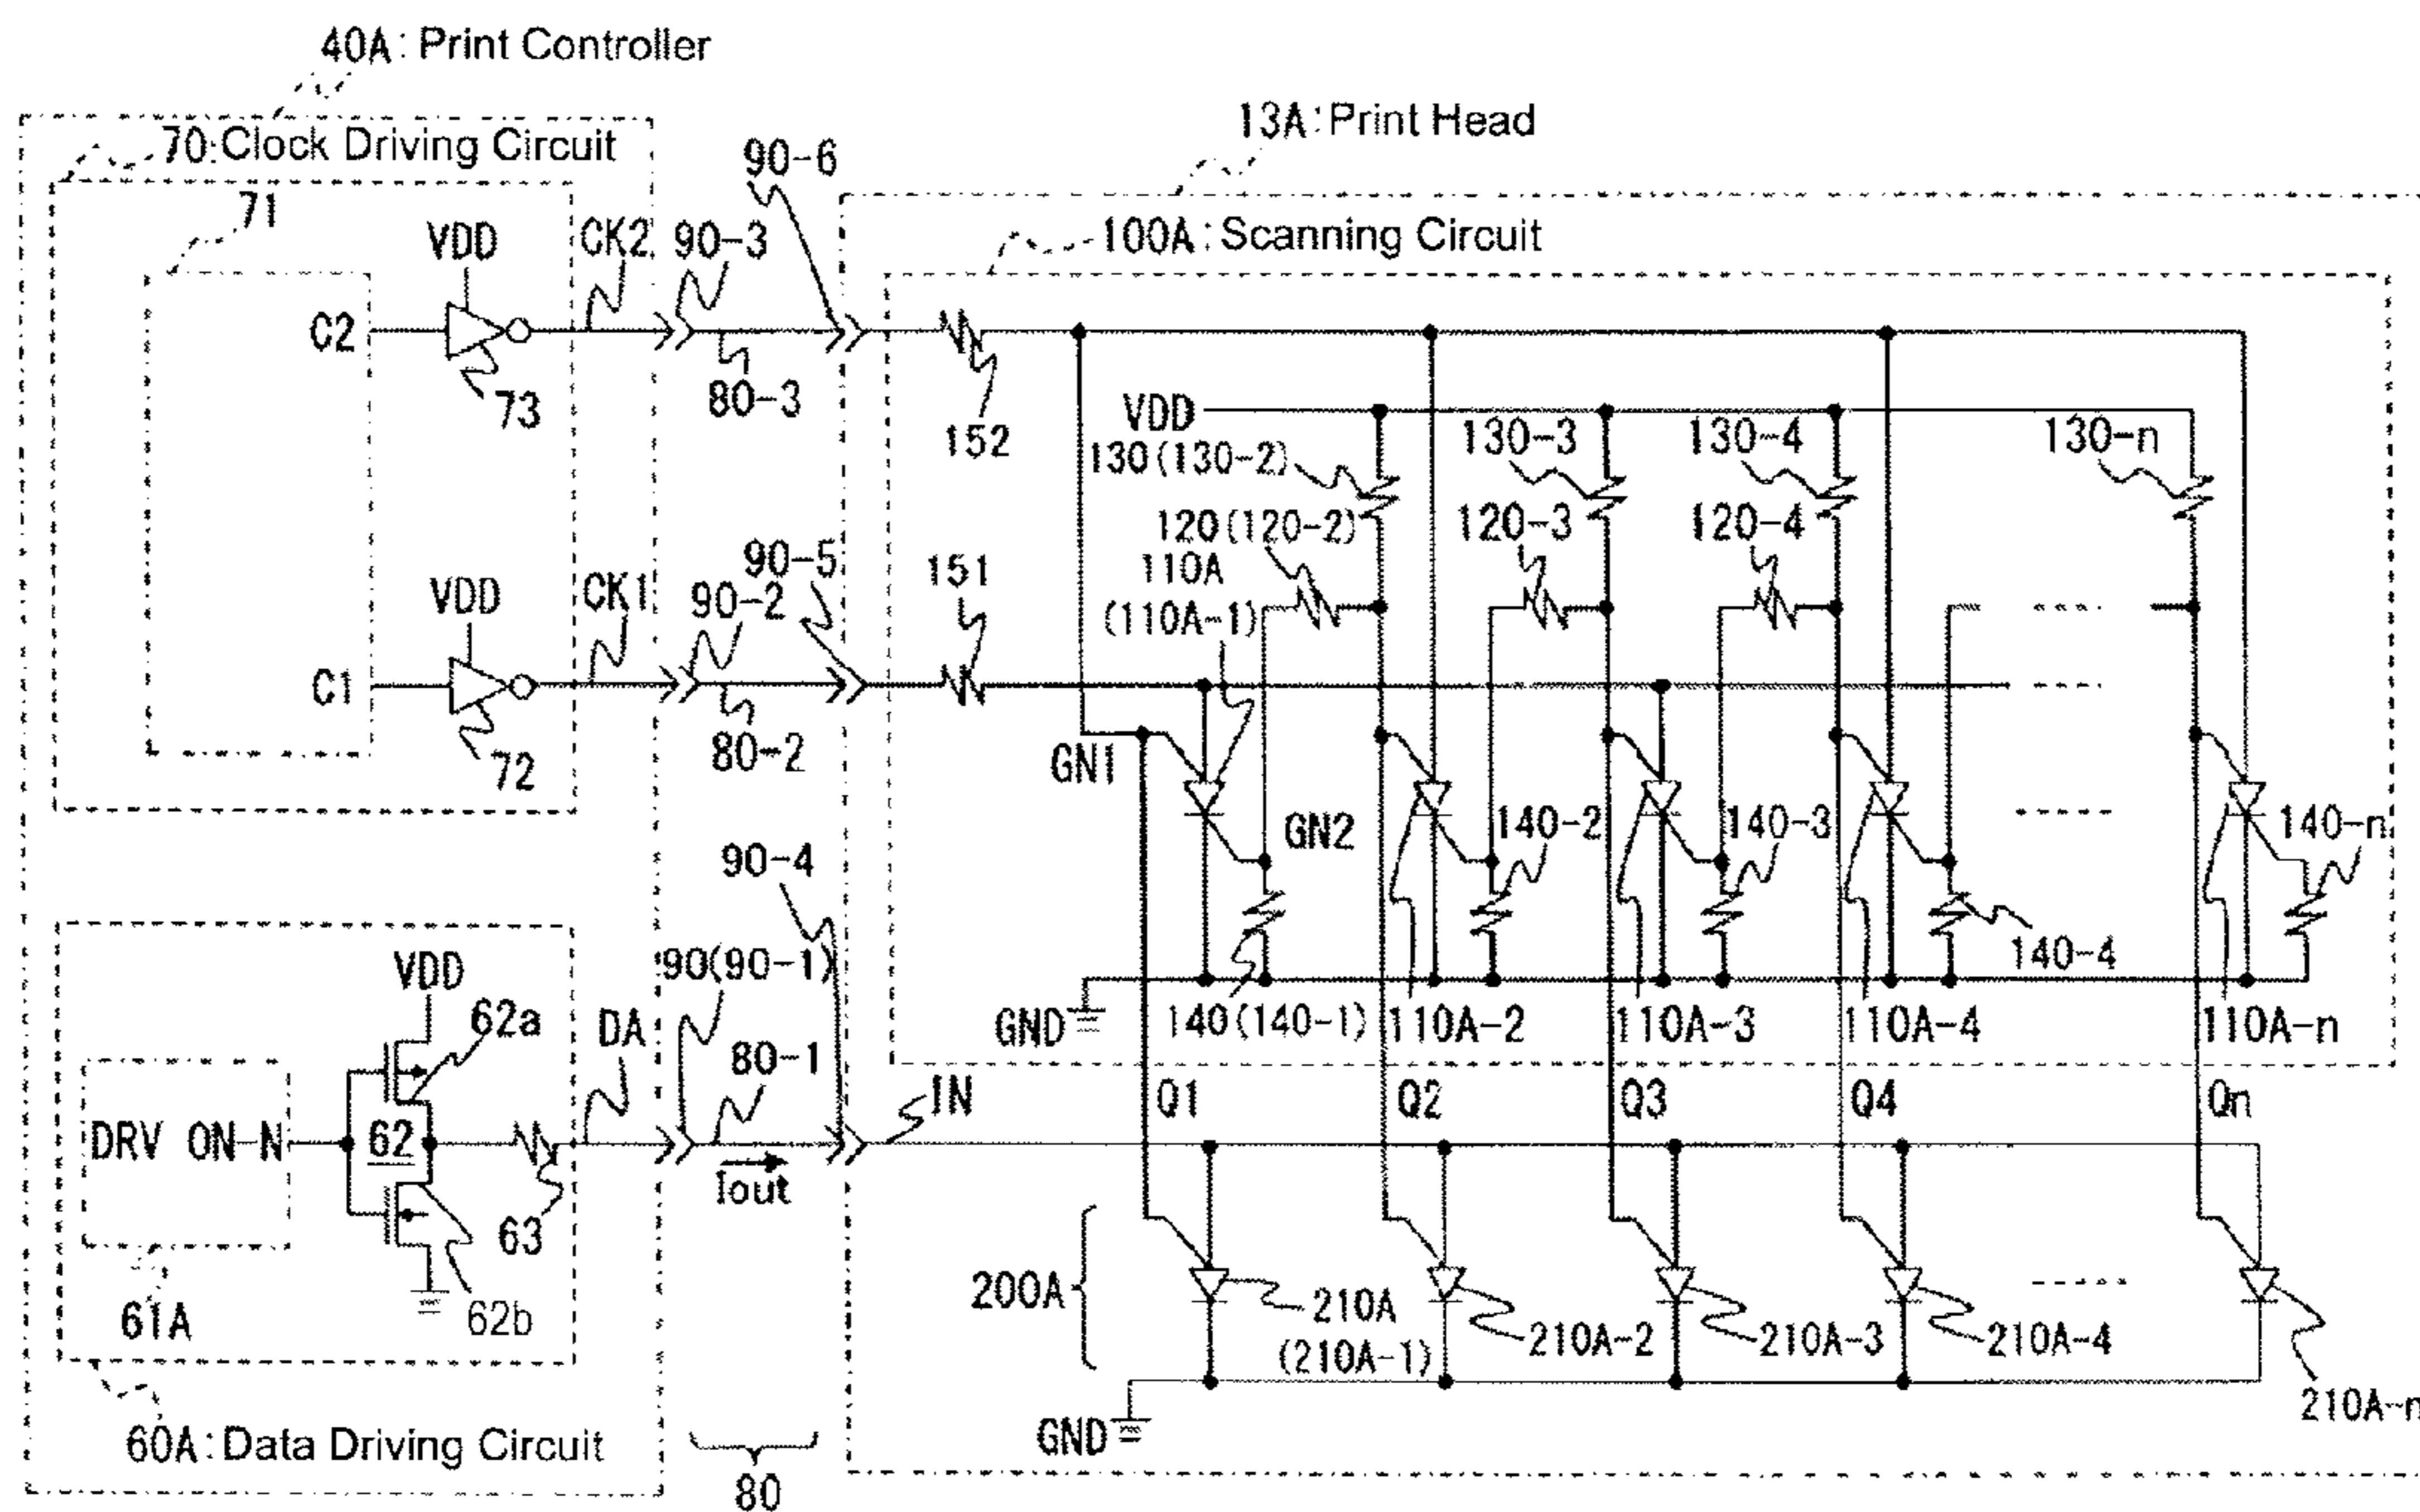 40A: Print Controller
13A: Print Head
70: Clock Driving Circuit
90-6
71
VDD
CK2
90-3
100A: Scanning Circuit
C2
73
80-3
152
VDD
130(130-2)
130-3
130-4
130-n
120(120-2)
120-3
120-4
VDD
CK1
90-2
90-5
151
110A
(110A-1)
C1
72
80-2
GN1
GN2
140-2
140-3
140-n
90-4
140-4
VDD
62a
DA
90(90-1)
80-1
IN
GND
140(140-1)
110A-2
110A-3
110A-4
110A-n
Q1
Q2
Q3
Q4
Qn
DRV ON-N
62
63
Iout
61A
62b
200A
210A
(210A-1)
210A-2
210A-3
210A-4
210A-n
GND
60A: Data Driving Circuit
80